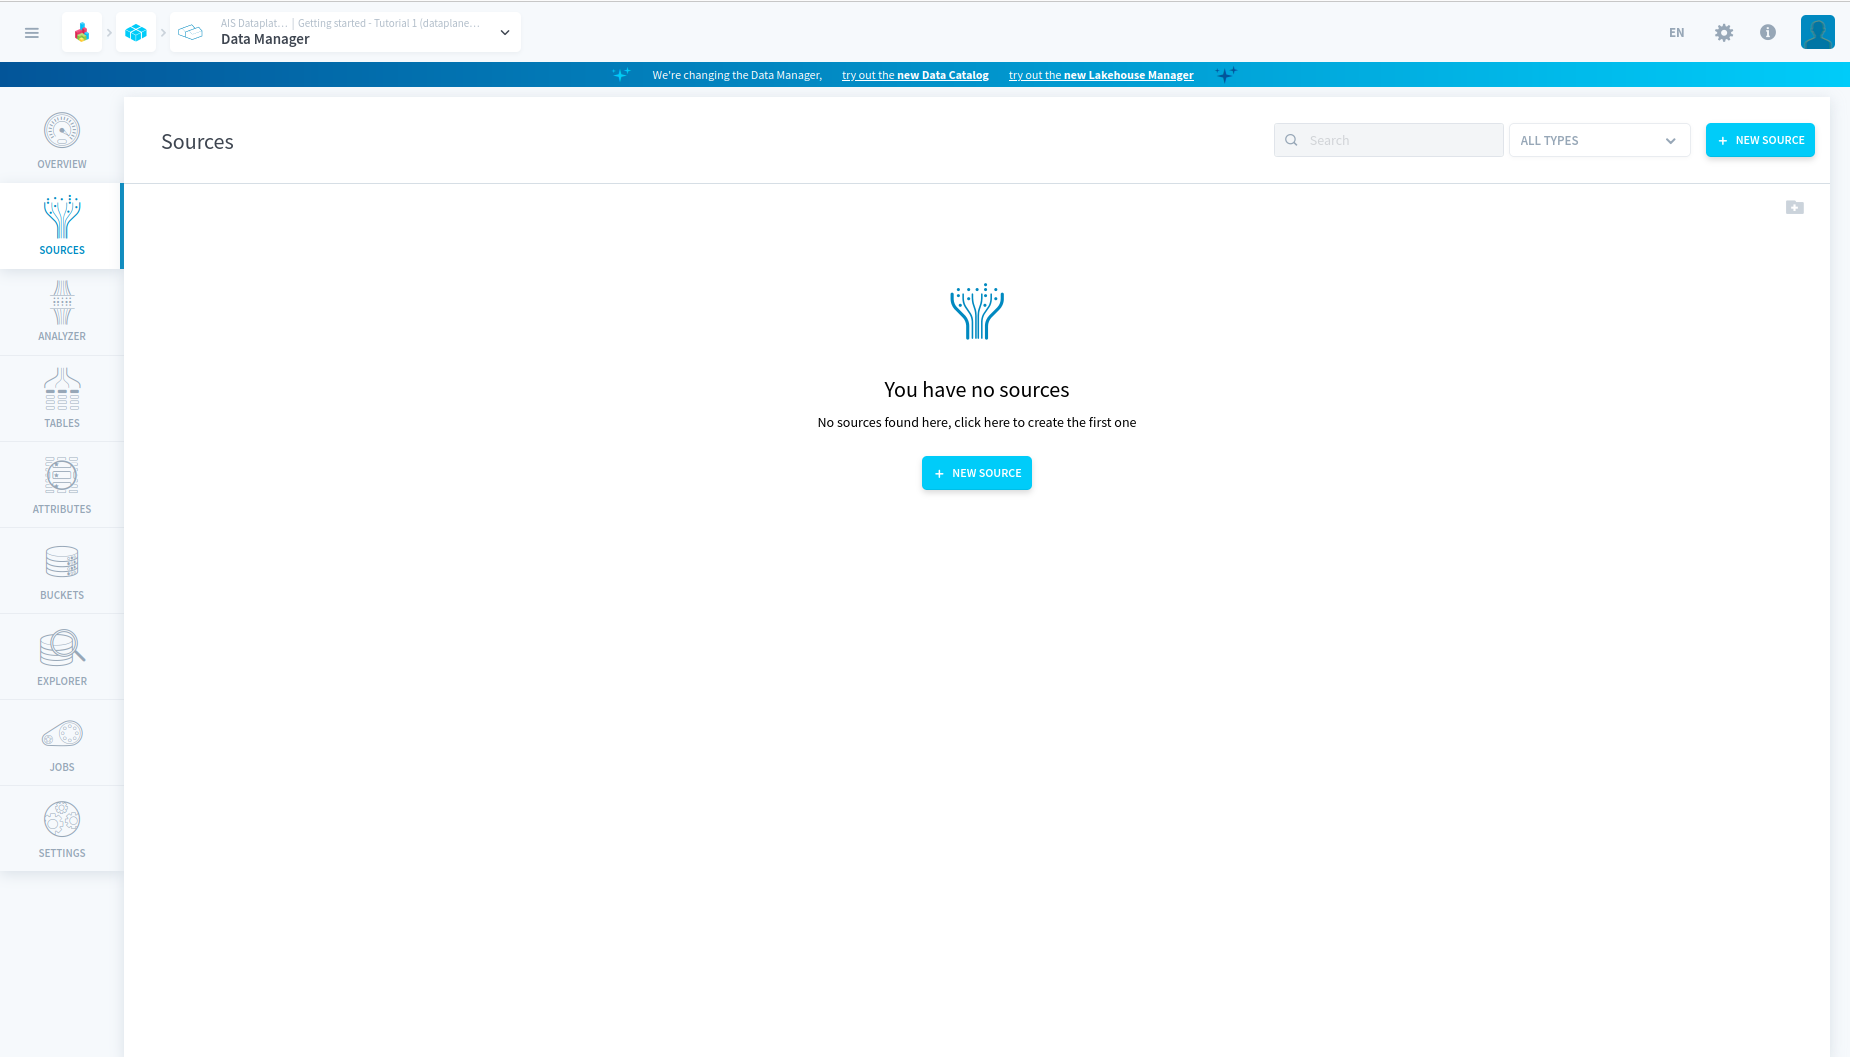 AIS Dataplat... | Getting started - Tutorial 1 (dataplane...
Data Manager
EN
We're changing the Data Manager, try out the new Data Catalog try out the new Lakehouse Manager
OVERVIEW
SOURCES
ANALYZER
TABLES
ATTRIBUTES
BUCKETS
EXPLORER
JOBS
SETTINGS
Sources
Search
ALL TYPES
+ NEW SOURCE
You have no sources
No sources found here, click here to create the first one
+ NEW SOURCE